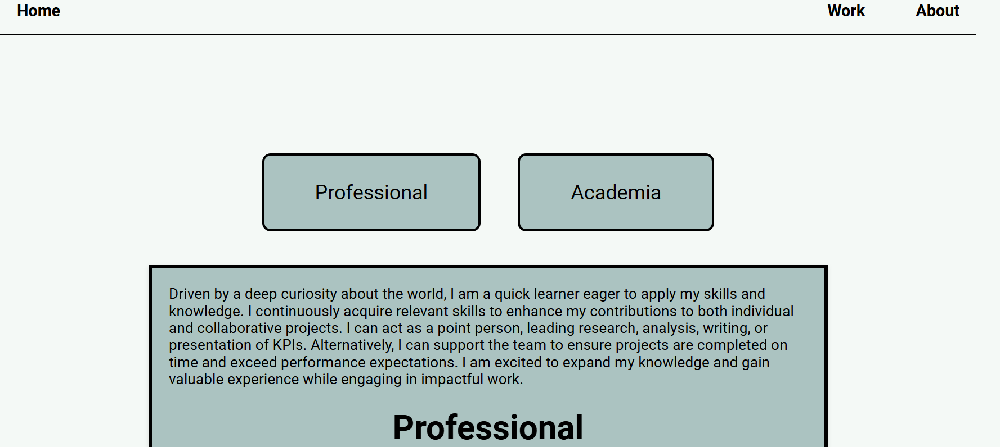 Home Work About
Professional Academia
Driven by a deep curiosity about the world, I am a quick learner eager to apply my skills and
knowledge. I continuously acquire relevant skills to enhance my contributions to both individual
and collaborative projects. I can act as a point person, leading research, analysis, writing, or
presentation of KPIs. Alternatively, I can support the team to ensure projects are completed on
time and exceed performance expectations. I am excited to expand my knowledge and gain
valuable experience while engaging in impactful work.
Professional